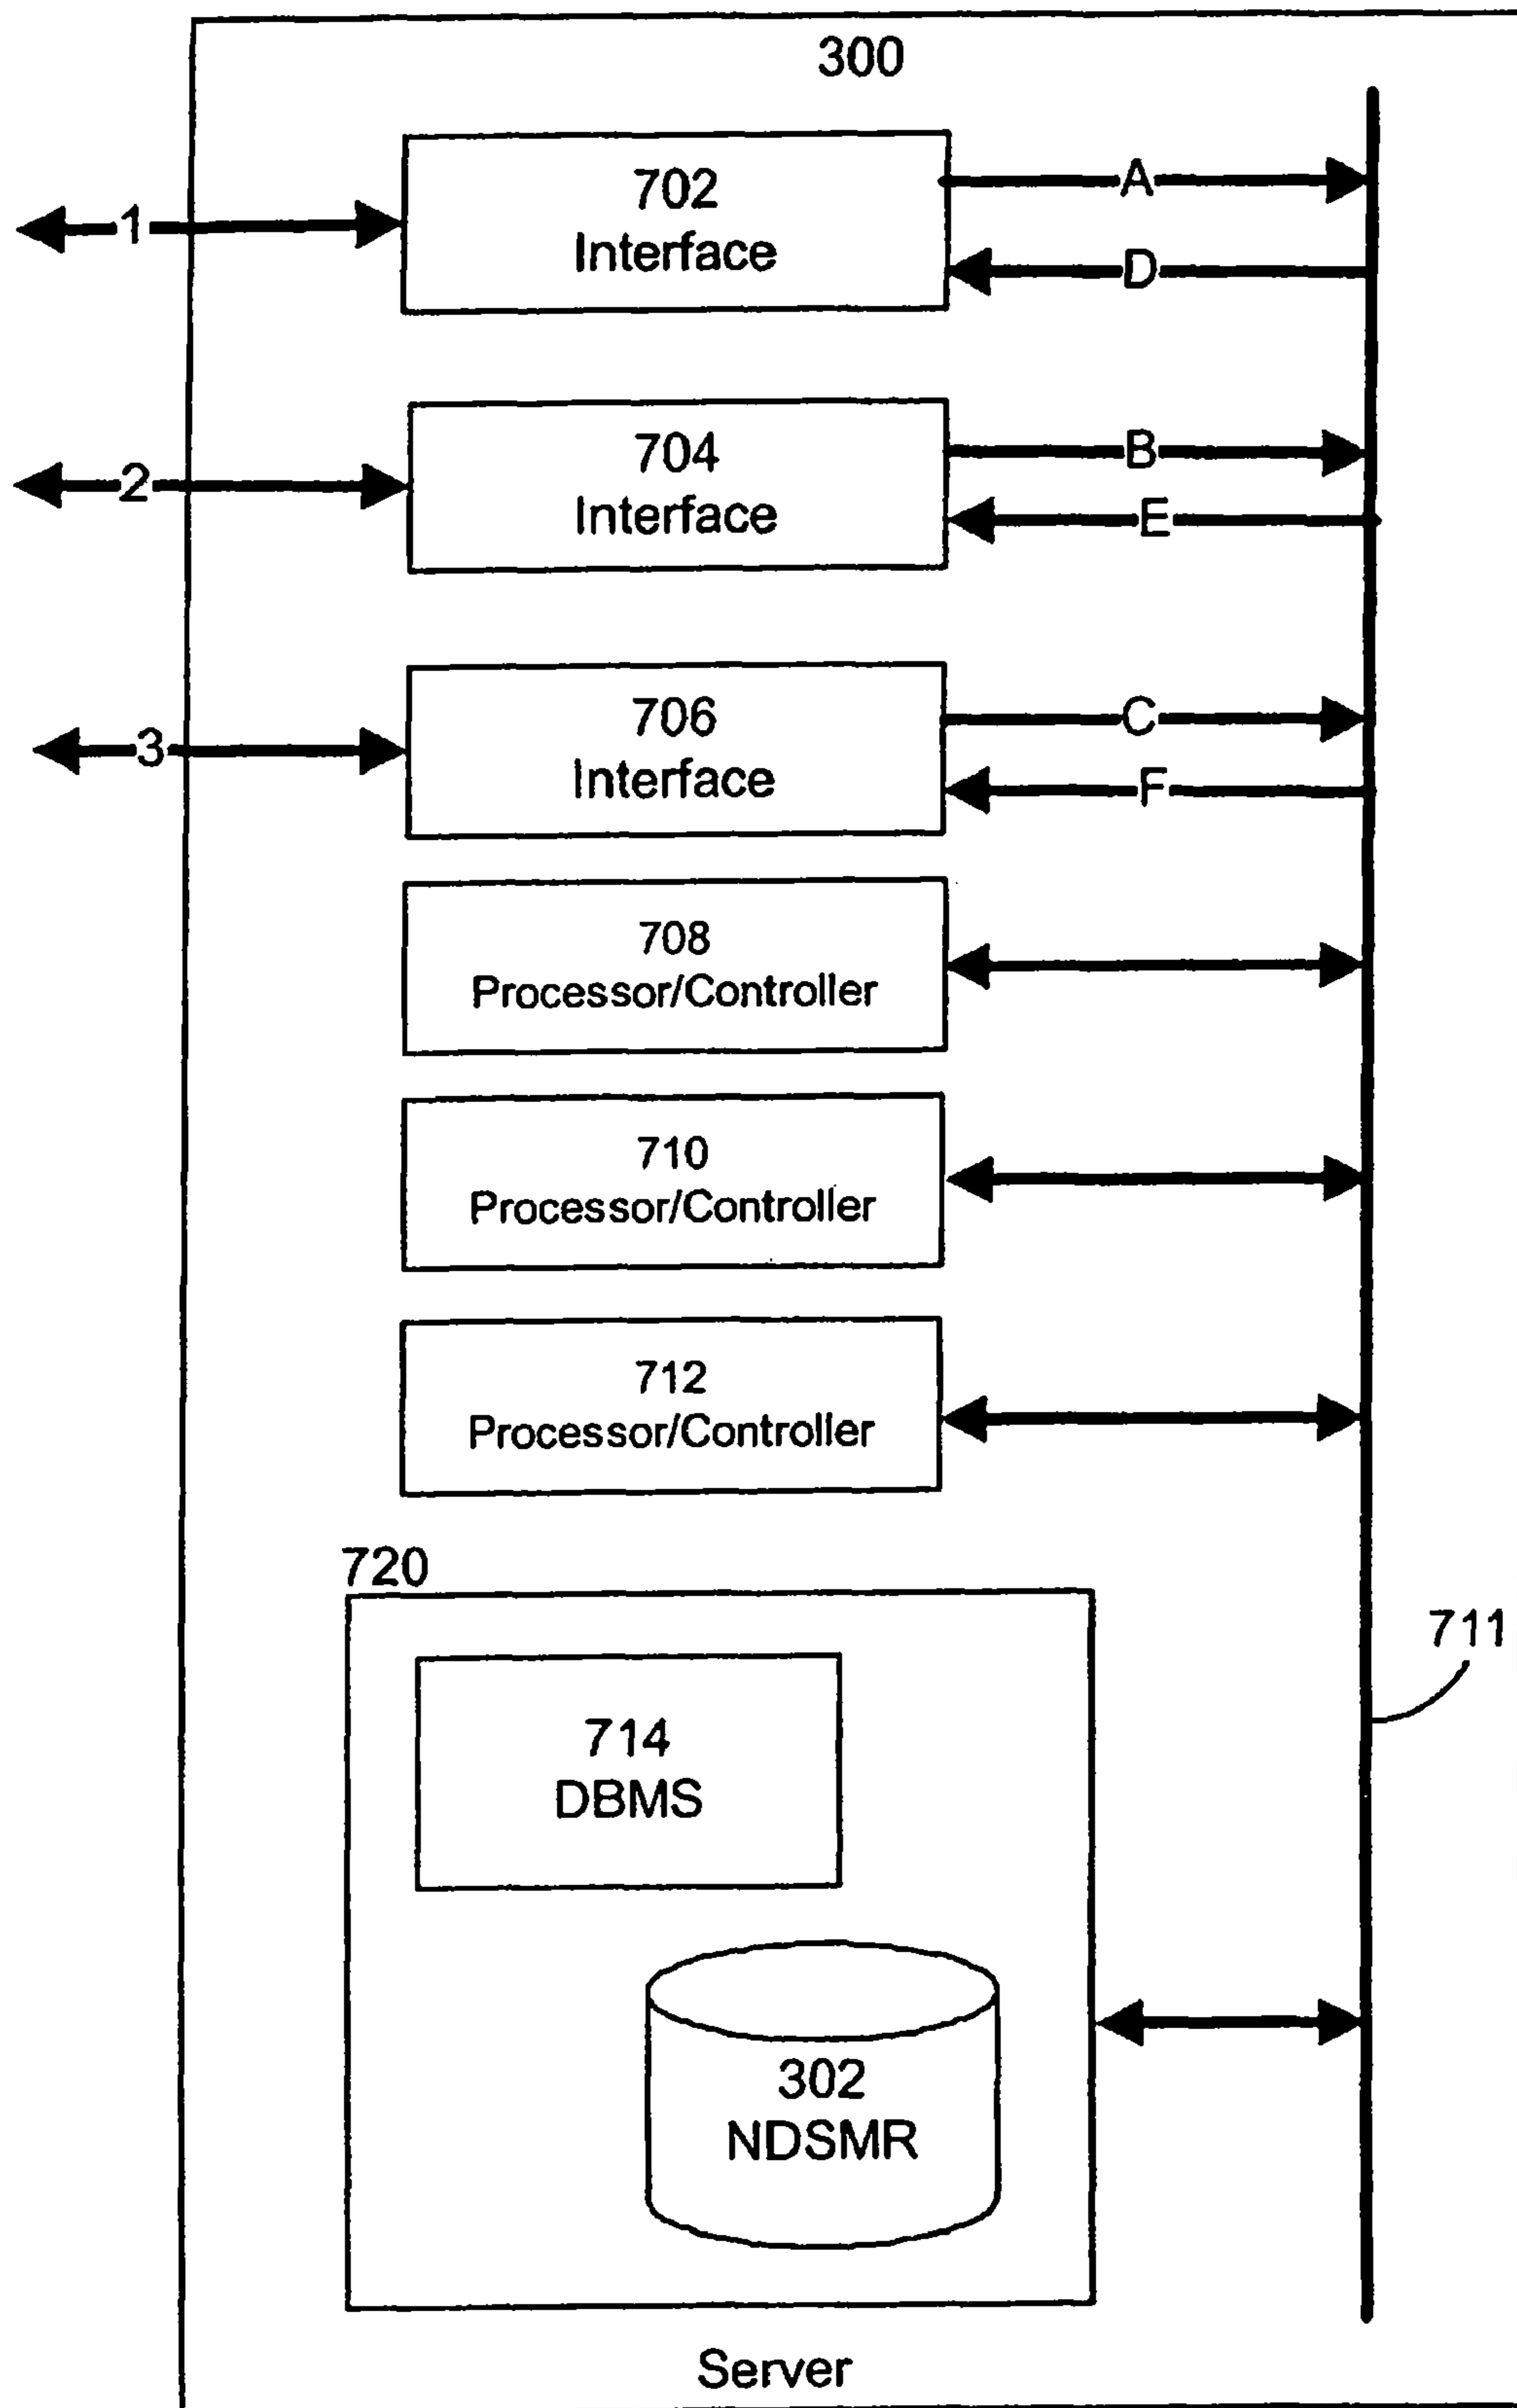 300
702
Interface
A
D
1
704
Interface
B
E
2
706
Interface
C
F
3
708
Processor/Controller
710
Processor/Controller
712
Processor/Controller
720
711
714
DBMS
302
NDSMR
Server